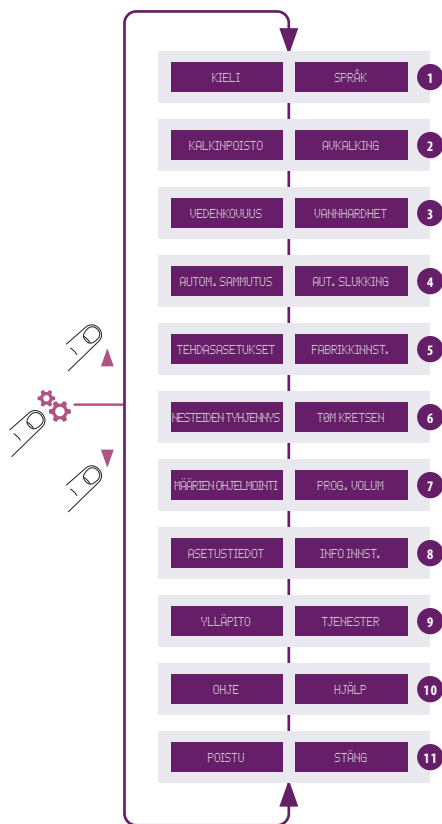 KIELI SPRÅK 1
KALKINPOISTO AVKALKING 2
VEDENKOVUUS VANNHARDHET 3
AUTOM. SAMMUTUS AUT. SLUKKING 4
TEHDASASETUKSET FABRIKKINNST. 5
NESTEIDEN TYHJENNYS TØM KRETSEN 6
MÄÄRIEN OHJELMOINTI PROG. VOLUM 7
ASETUSTIEDOT INFO INNST. 8
YLLÄPITO TJENESTER 9
OHJE HJÄLP 10
POISTU STÄNG 11